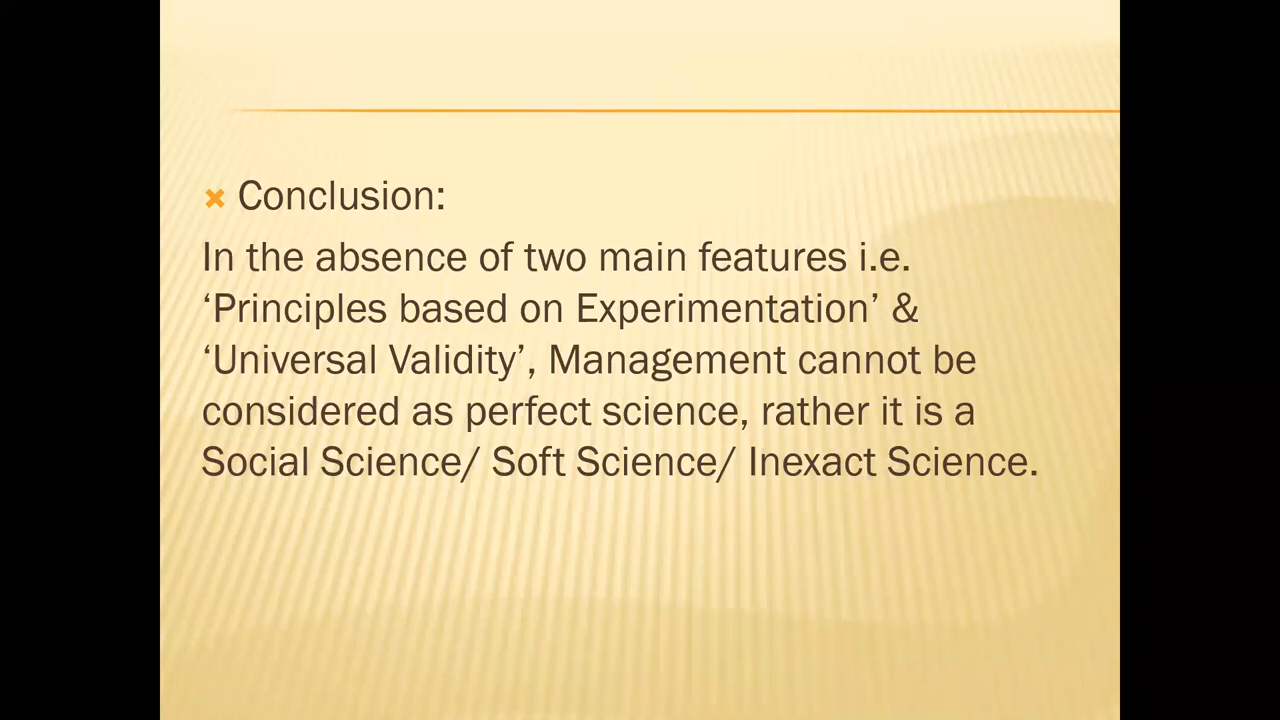 Conclusion:
In the absence of two main features i.e.
‘Principles based on Experimentation’ &
‘Universal Validity’, Management cannot be
considered as perfect science, rather it is a
Social Science/ Soft Science/ Inexact Science.